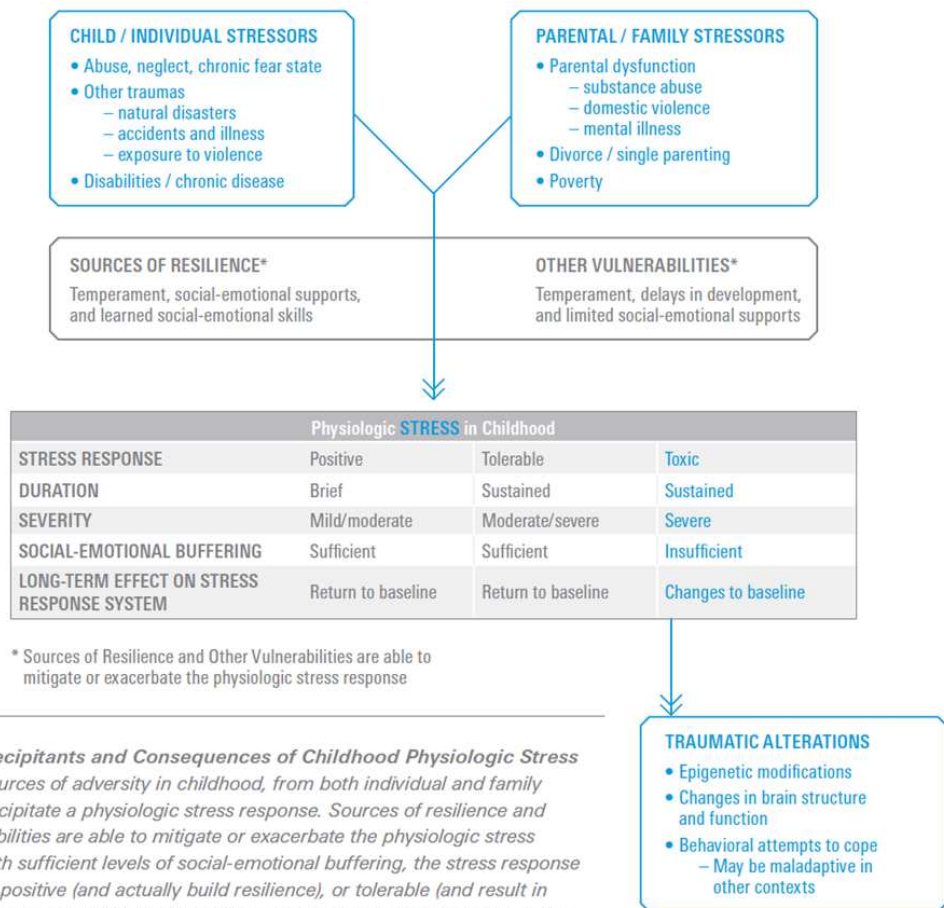 CHILD / INDIVIDUAL STRESSORS
• Abuse, neglect, chronic fear state
• Other traumas
– natural disasters
– accidents and illness
– exposure to violence
• Disabilities / chronic disease
PARENTAL / FAMILY STRESSORS
• Parental dysfunction
– substance abuse
– domestic violence
– mental illness
• Divorce / single parenting
• Poverty
SOURCES OF RESILIENCE*
Temperament, social-emotional supports,
and learned social-emotional skills
OTHER VULNERABILITIES*
Temperament, delays in development,
and limited social-emotional supports
Physiologic STRESS in Childhood
STRESS RESPONSE Positive Tolerable Toxic
DURATION Brief Sustained Sustained
SEVERITY Mild/moderate Moderate/severe Severe
SOCIAL-EMOTIONAL BUFFERING Sufficient Sufficient Insufficient
LONG-TERM EFFECT ON STRESS
RESPONSE SYSTEM Return to baseline Return to baseline Changes to baseline
* Sources of Resilience and Other Vulnerabilities are able to
mitigate or exacerbate the physiologic stress response
ecipitants and Consequences of Childhood Physiologic Stress
urces of adversity in childhood, from both individual and family
cipitate a physiologic stress response. Sources of resilience and
bilities are able to mitigate or exacerbate the physiologic stress
th sufficient levels of social-emotional buffering, the stress response
positive (and actually build resilience), or tolerable (and result in
TRAUMATIC ALTERATIONS
• Epigenetic modifications
• Changes in brain structure
and function
• Behavioral attempts to cope
– May be maladaptive in
other contexts